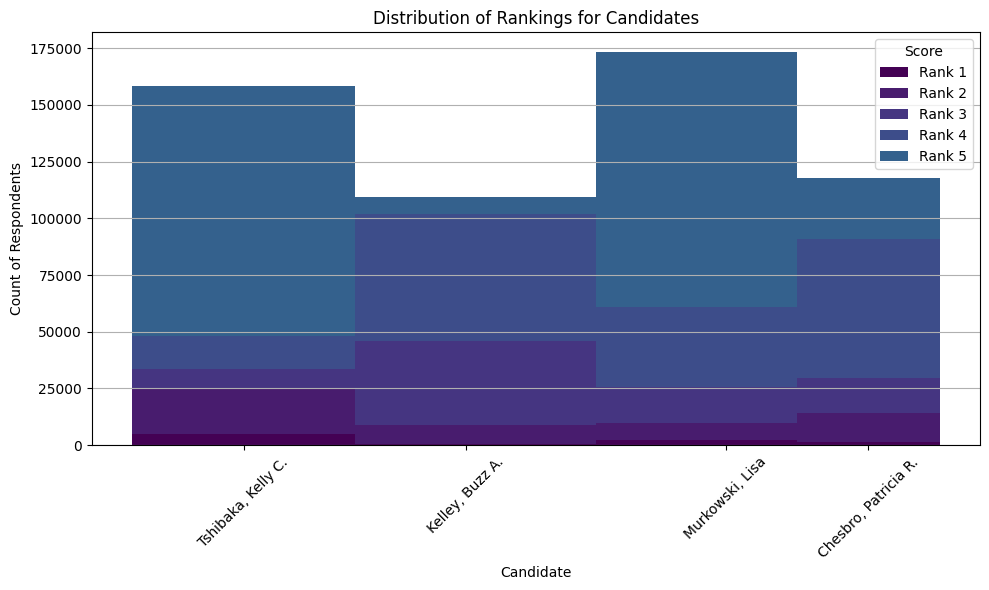 Distribution of Rankings for Candidates
Count of Respondents
175000
150000
125000
100000
75000
50000
25000
0
Score
Rank 1
Rank 2
Rank 3
Rank 4
Rank 5
Tshibaka, Kelly C.
Kelley, Buzz A.
Murkowski, Lisa
Chesbro, Patricia R.
Candidate